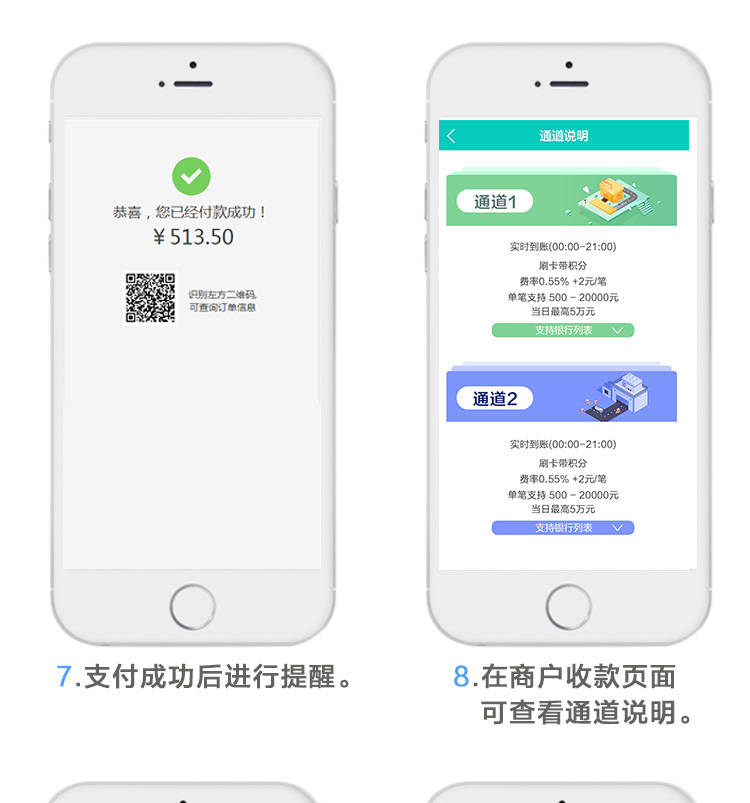 恭喜，您已经付款成功！
¥513.50
识别左方二维码,
可查询订单信息
7.支付成功后进行提醒。
通道说明
通道1
实时到账(00:00-21:00)
刷卡带积分
费率0.55% +2元/笔
单笔支持 500 - 20000元
当日最高5万元
支持银行列表
通道2
实时到账(00:00-21:00)
刷卡带积分
费率0.55% +2元/笔
单笔支持 500 - 20000元
当日最高5万元
支持银行列表
8.在商户收款页面
可查看通道说明。